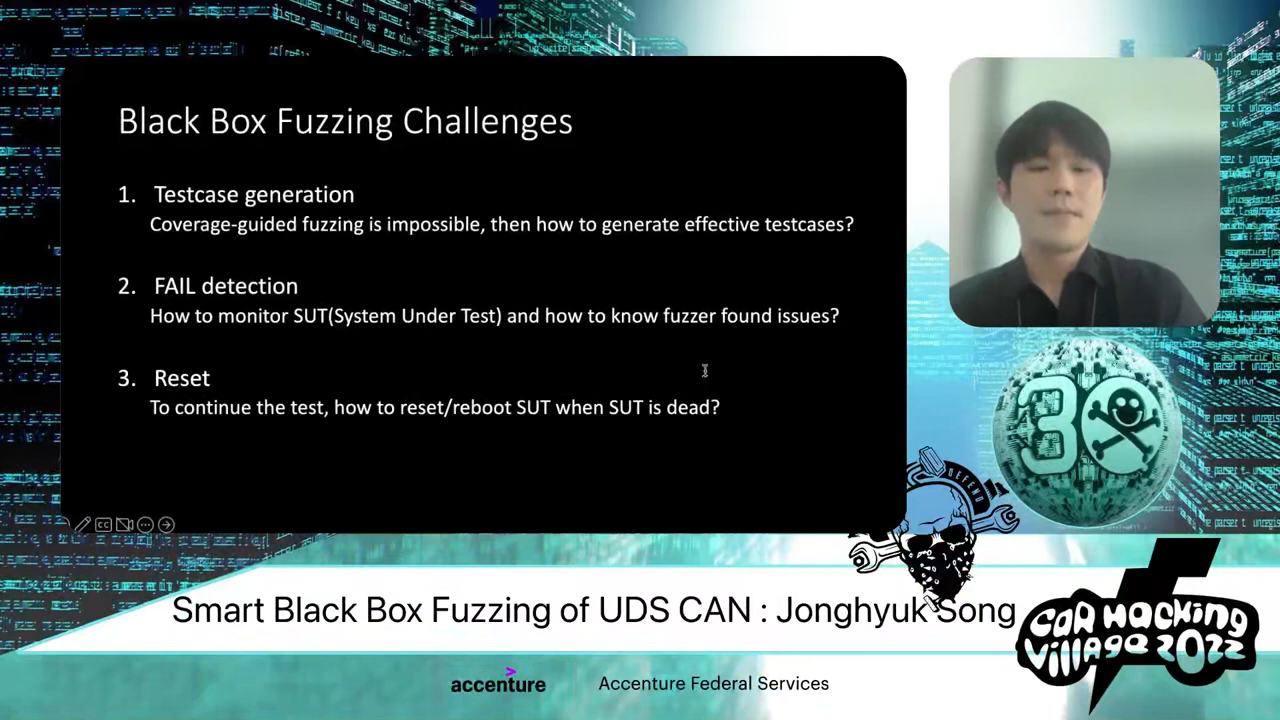 Black Box Fuzzing Challenges
1. Testcase generation
Coverage-guided fuzzing is impossible, then how to generate effective testcases?
2. FAIL detection
How to monitor SUT(System Under Test) and how to know fuzzer found issues?
3. Reset
To continue the test, how to reset/reboot SUT when SUT is dead?
CC
30
DEFEND
Smart Black Box Fuzzing of UDS CAN : Jonghyuk Song
CAR HACKING
VILLAGE 2022
accenture
Accenture Federal Services